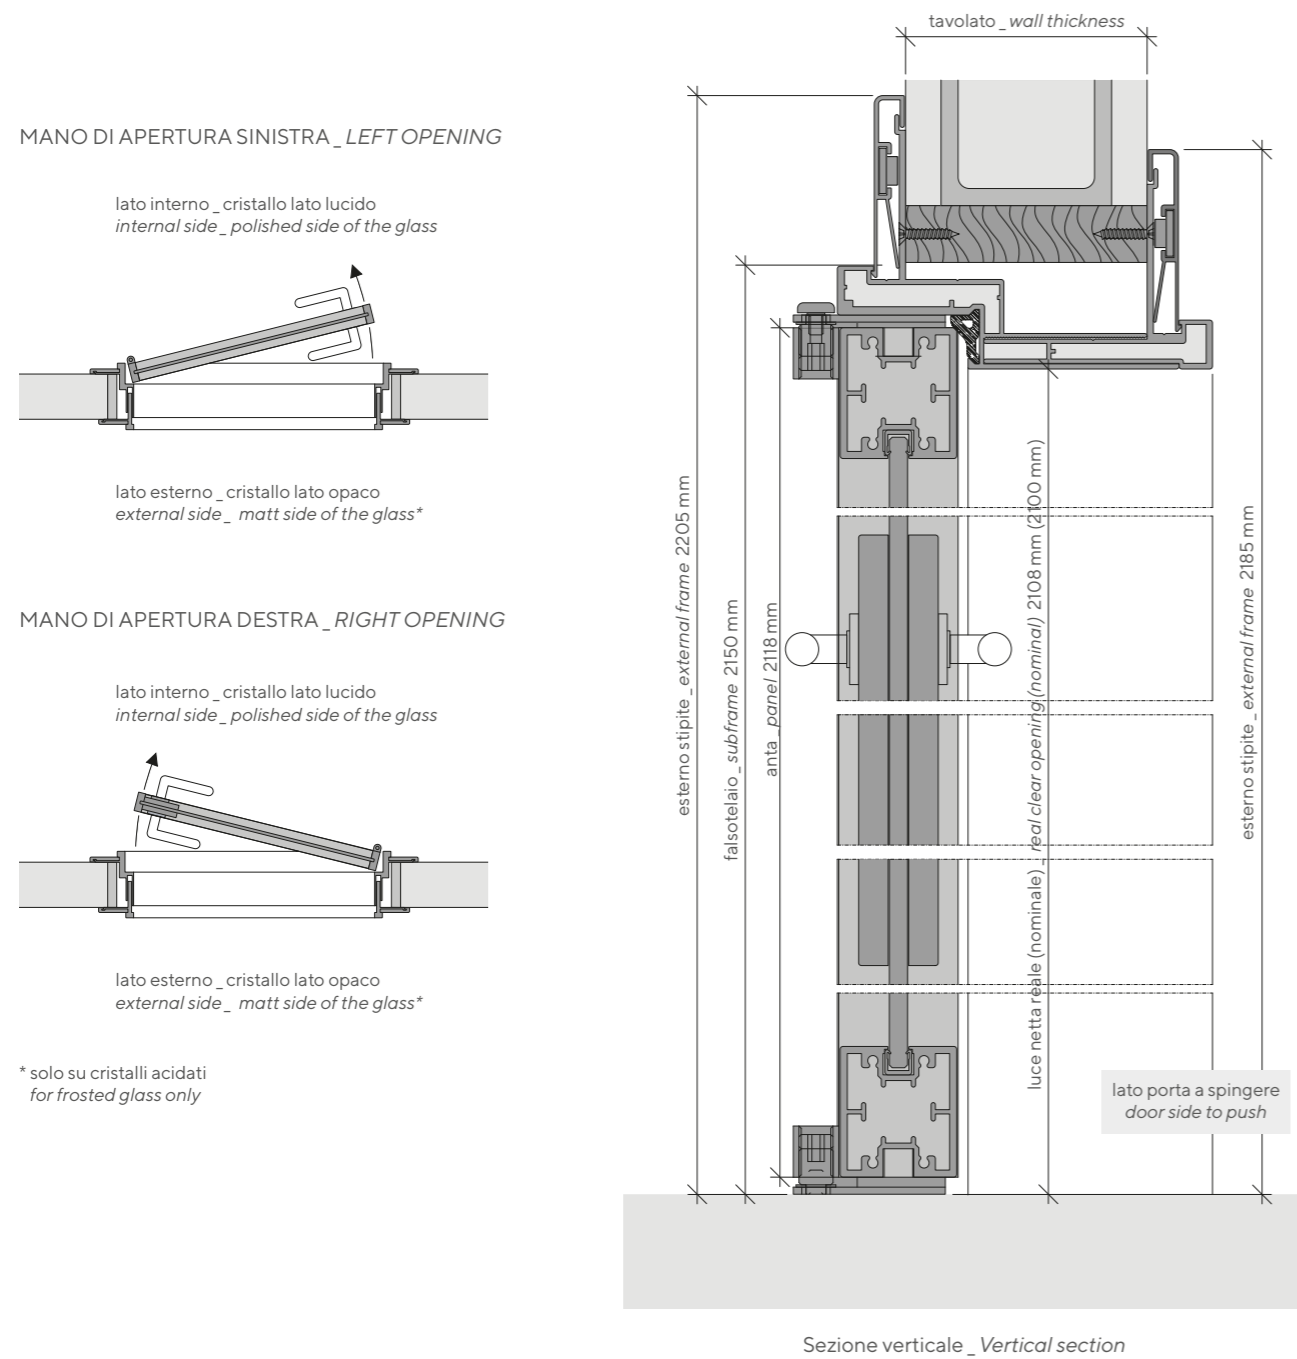 MANO DI APERTURA SINISTRA _ LEFT OPENING
lato interno _ cristallo lato lucido
internal side _ polished side of the glass
lato esterno _ cristallo lato opaco
external side _ matt side of the glass*
MANO DI APERTURA DESTRA _ RIGHT OPENING
lato interno _ cristallo lato lucido
internal side _ polished side of the glass
lato esterno _ cristallo lato opaco
external side _ matt side of the glass*
* solo su cristalli acidati
for frosted glass only
tavolato _ wall thickness
esterno stipite _ external frame 2205 mm
falsotelaio _ subframe 2150 mm
anta _ panel 2118 mm
luce netta reale (nominale) _ real clear opening (nominal) 2108 mm (2100 mm)
esterno stipite _ external frame 2185 mm
lato porta a spingere
door side to push
Sezione verticale _ Vertical section